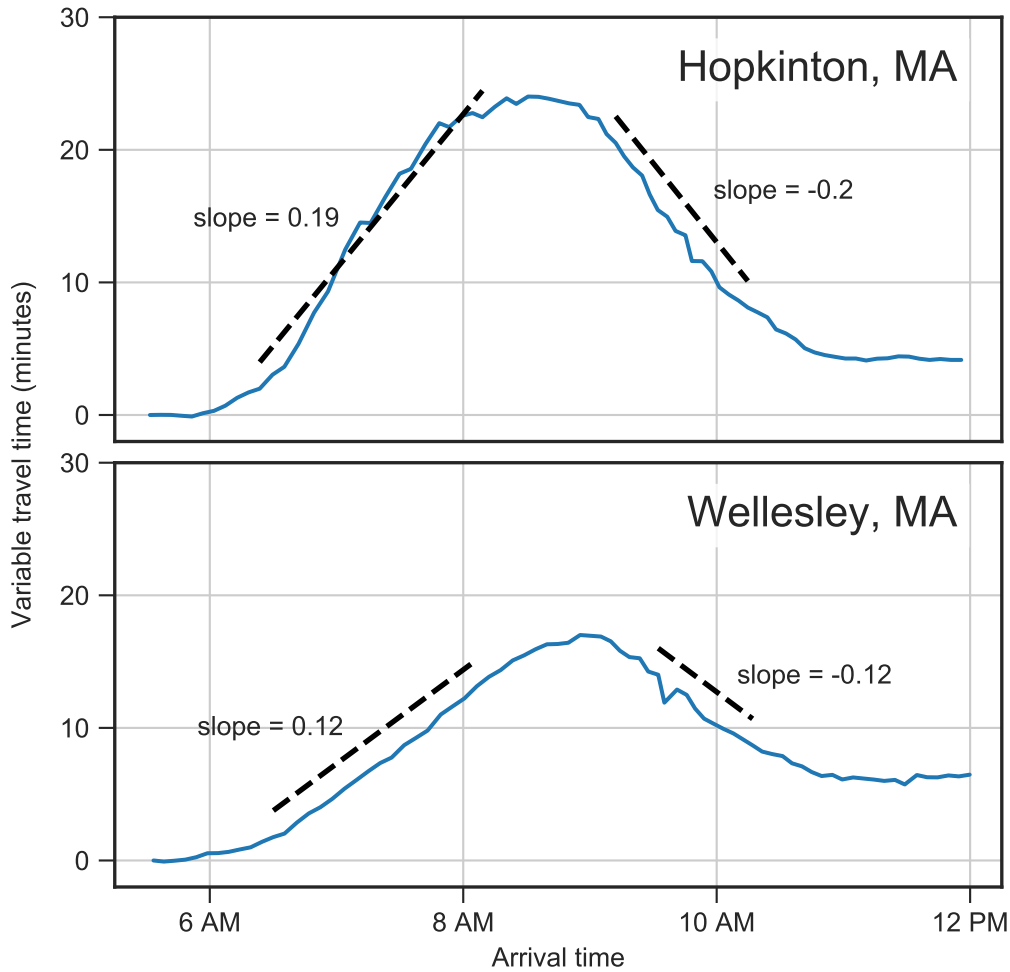 30
Hopkinton, MA
20
slope = -0.2
slope = 0.19
10
0
Variable travel time (minutes)
30
Wellesley, MA
20
slope = -0.12
slope = 0.12
10
0
6 AM 8 AM 10 AM 12 PM
Arrival time